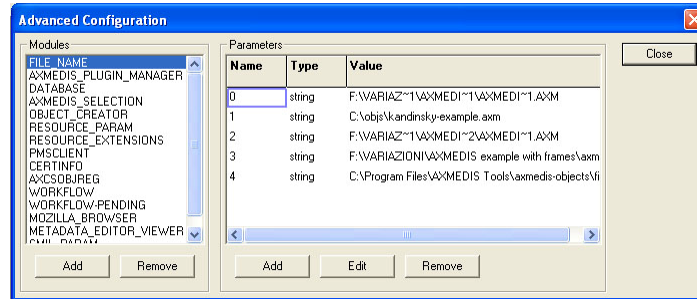 Advanced Configuration
Modules
FILE_NAME
AXMEDIS_PLUGIN_MANAGER
DATABASE
AXMEDIS_SELECTION
OBJECT_CREATOR
RESOURCE_PARAM
RESOURCE_EXTENSIONS
PMSCLIENT
CERTINFO
AXCSOBJREG
WORKFLOW
WORKFLOW-PENDING
MOZILLA_BROWSER
METADATA_EDITOR_VIEWER
SMIL_PARAM
Add Remove
Parameters
Name Type Value
0 string F:\VARIAZ~1\AXMEDI~1\AXMEDI~1.AXM
1 string C:\objs\kandinsky-example.axm
2 string F:\VARIAZ~1\AXMEDI~2\AXMEDI~1.AXM
3 string F:\VARIAZIONI\AXMEDIS example with frames\axm
4 string C:\Program Files\AXMEDIS Tools\axmedis-objects\fi
Add Edit Remove
Close